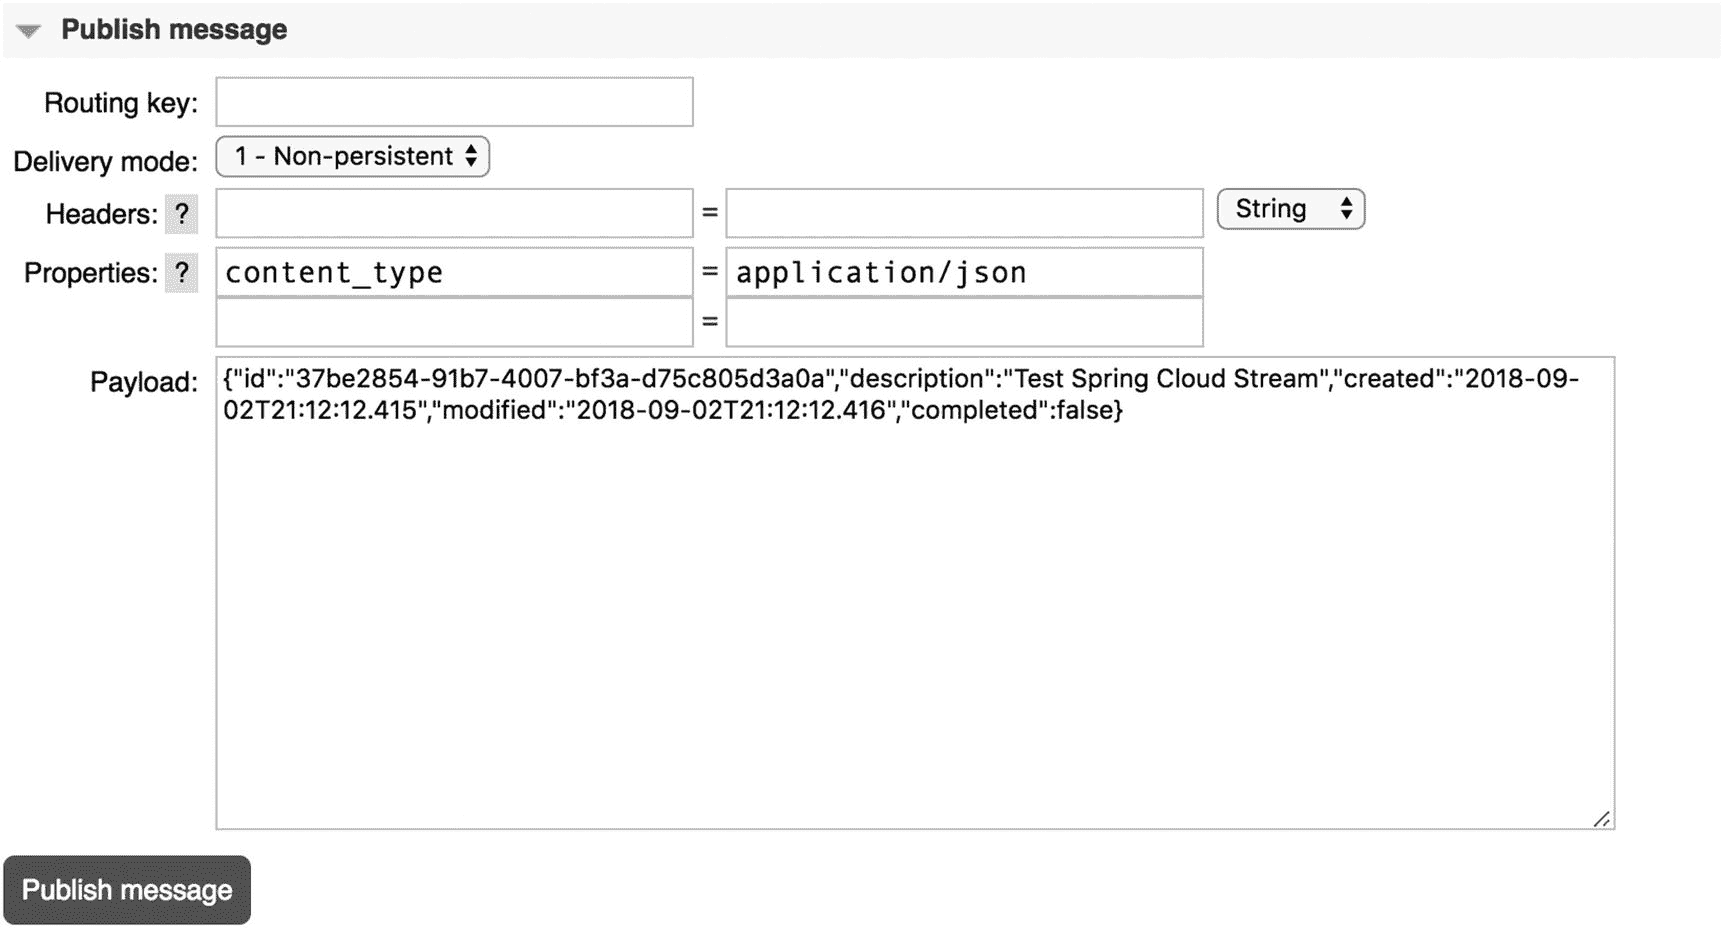 Publish message
Routing key:
Delivery mode: 1 - Non-persistent
Headers: ? = String
Properties: ? content_type = application/json
=
Payload: {"id":"37be2854-91b7-4007-bf3a-d75c805d3a0a","description":"Test Spring Cloud Stream","created":"2018-09-
02T21:12:12.415","modified":"2018-09-02T21:12:12.416","completed":false}
Publish message